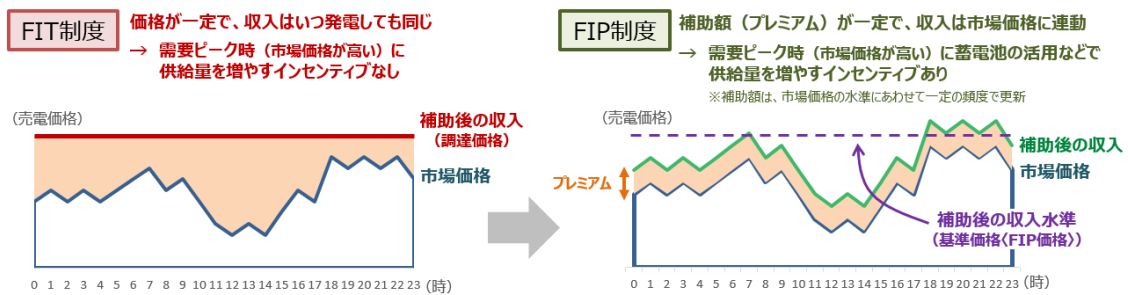 FIT制度
価格が一定で、収入はいつ発電しても同じ
→ 需要ピーク時（市場価格が高い）に
供給量を増やすインセンティブなし
（売電価格）
補助後の収入
（調達価格）
市場価格
0 1 2 3 4 5 6 7 8 9 10 11 12 13 14 15 16 17 18 19 20 21 22 23（時）
FIP制度
補助額（プレミアム）が一定で、収入は市場価格に連動
→ 需要ピーク時（市場価格が高い）に蓄電池の活用などで
供給量を増やすインセンティブあり
※補助額は、市場価格の水準にあわせて一定の頻度で更新
（売電価格）
補助後の収入
市場価格
プレミアム
補助後の収入水準
（基準価格〈FIP価格〉）
0 1 2 3 4 5 6 7 8 9 10 11 12 13 14 15 16 17 18 19 20 21 22 23（時）